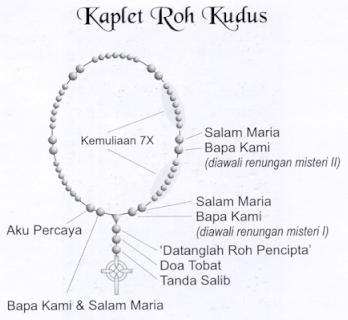 Kaplet Roh Kudus
Kemuliaan 7X
Salam Maria
Bapa Kami
(diawali renungan misteri II)
Salam Maria
Bapa Kami
(diawali renungan misteri I)
Aku Percaya
'Datanglah Roh Pencipta'
Doa Tobat
Tanda Salib
Bapa Kami & Salam Maria